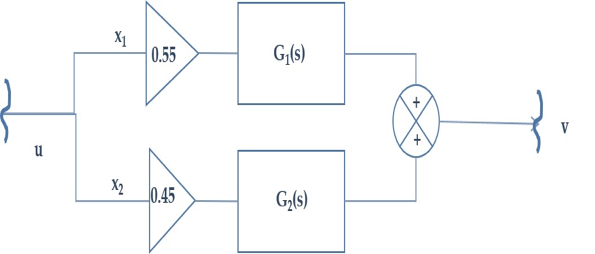 x₁
0.55
G₁(s)
+
u
v
+
x₂
0.45
G₂(s)